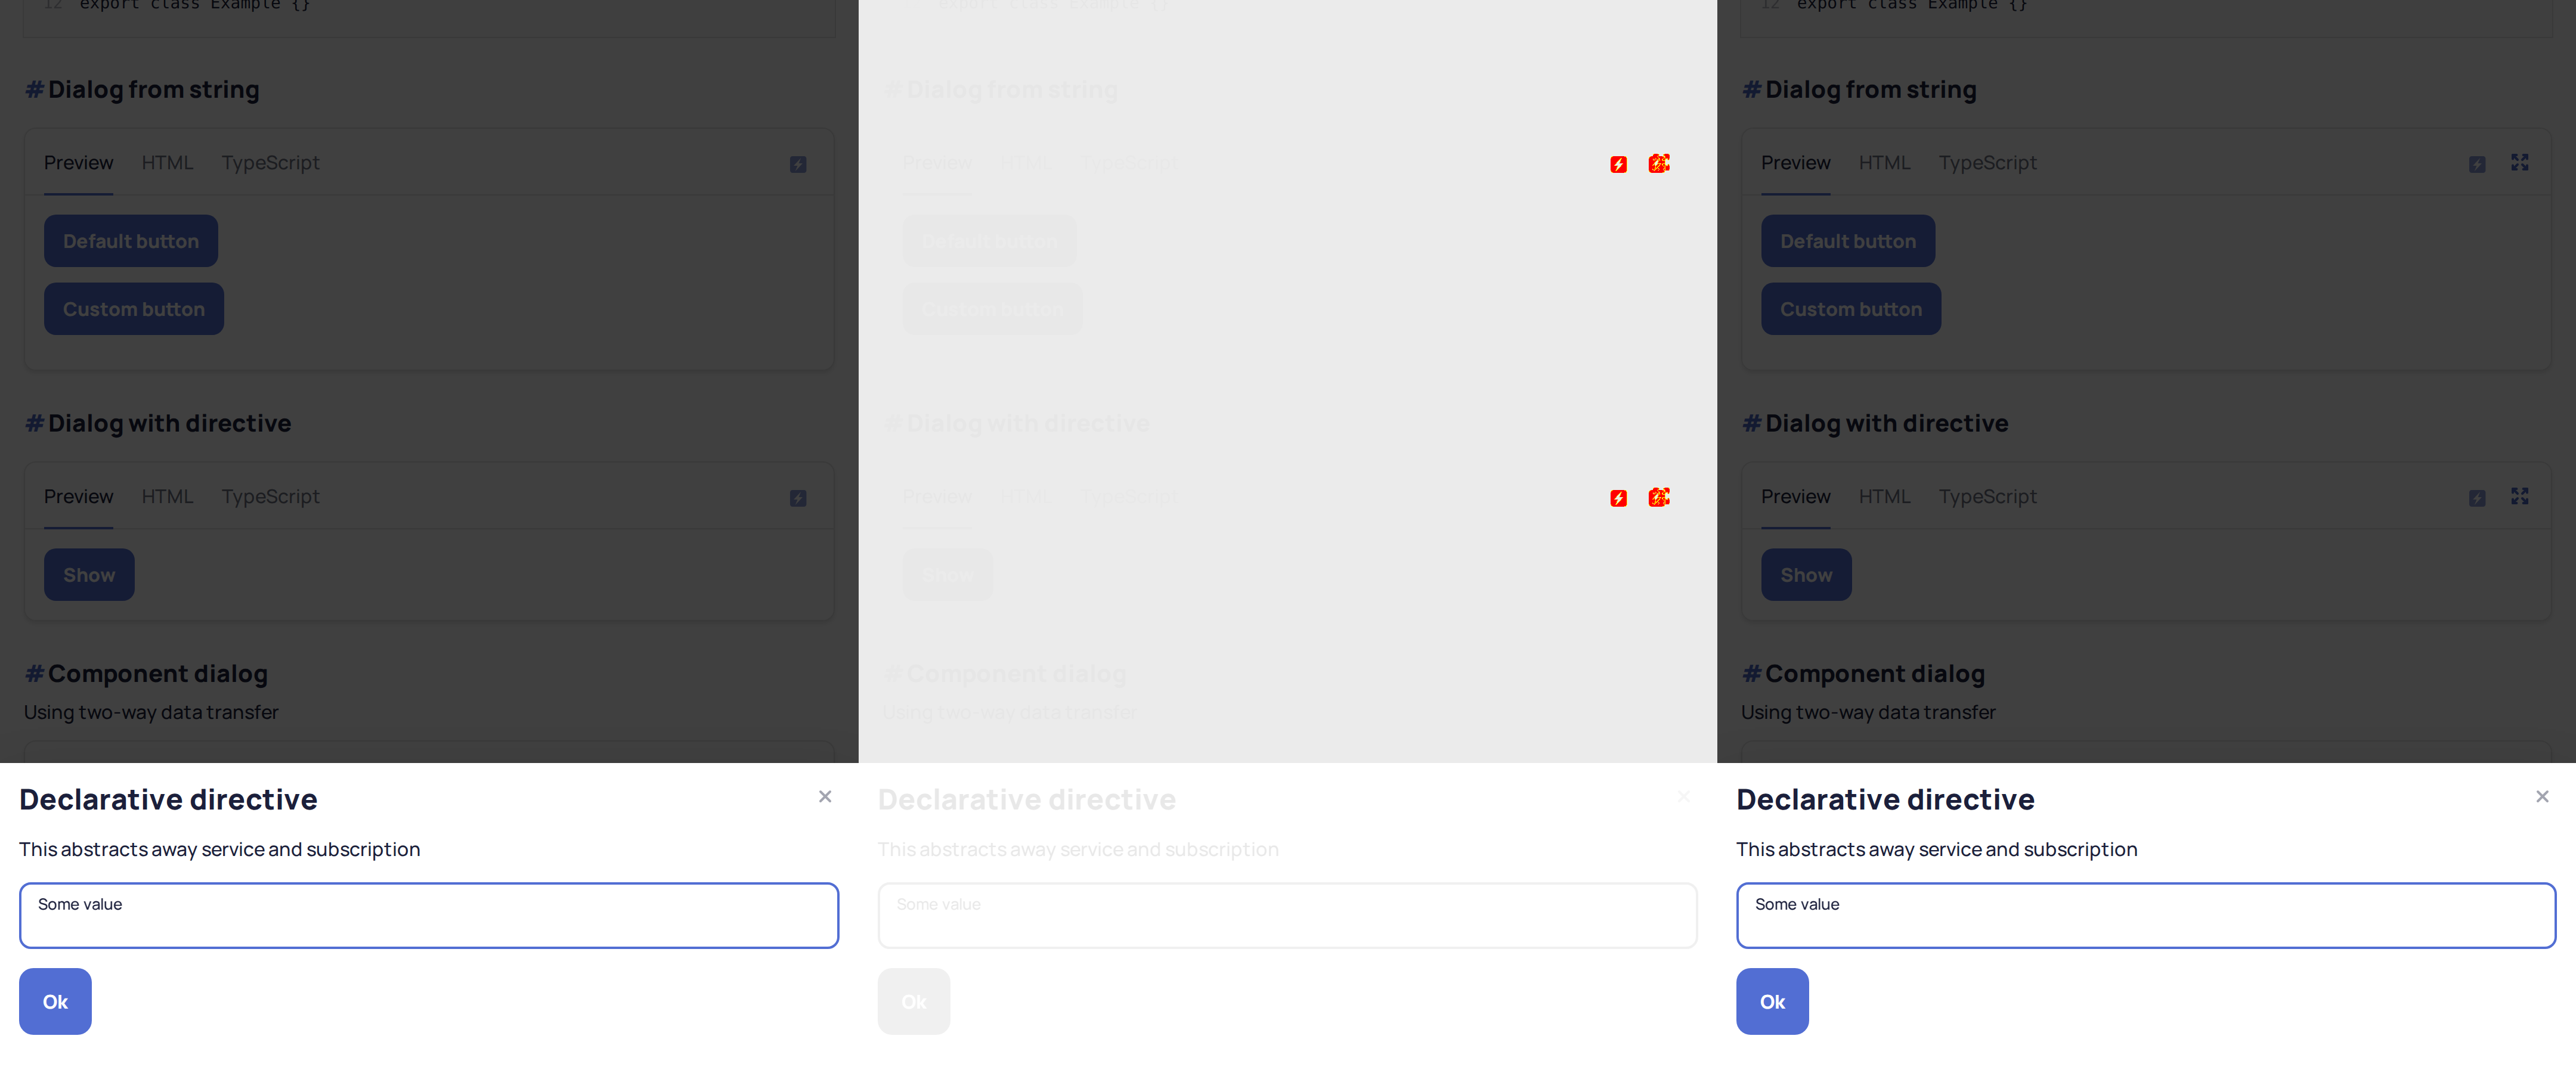 12 export class Example {}
# Dialog from string
Preview HTML TypeScript
Default button
Custom button
# Dialog with directive
Preview HTML TypeScript
Show
# Component dialog
Using two-way data transfer
Declarative directive
This abstracts away service and subscription
Some value
Ok
export class Example {}
# Dialog from string
Preview HTML TypeScript
Default button
Custom button
# Dialog with directive
Preview HTML TypeScript
Show
# Component dialog
Using two-way data transfer
Declarative directive
This abstracts away service and subscription
Some value
Ok
12 export class Example {}
# Dialog from string
Preview HTML TypeScript
Default button
Custom button
# Dialog with directive
Preview HTML TypeScript
Show
# Component dialog
Using two-way data transfer
Declarative directive
This abstracts away service and subscription
Some value
Ok